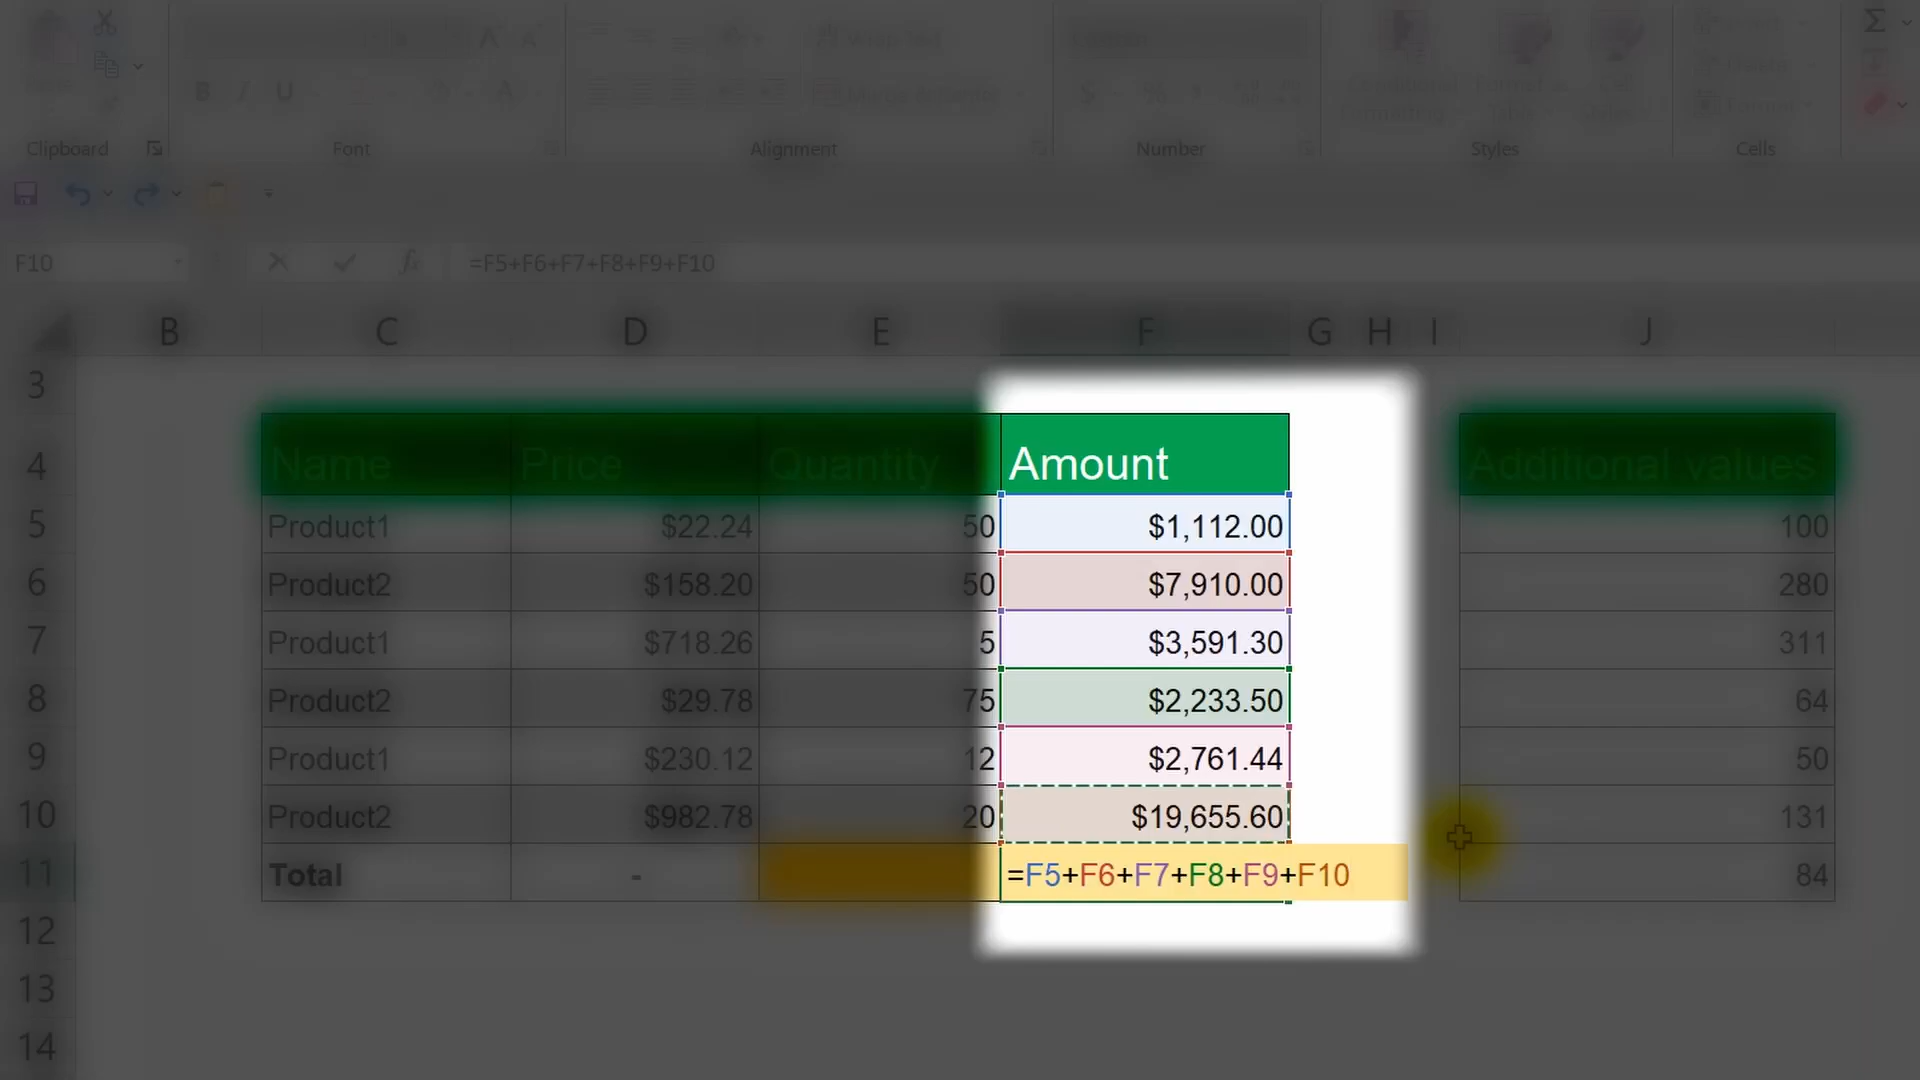 Clipboard Font Alignment Number Styles Cells
F10 =F5+F6+F7+F8+F9+F10
B C D E F G H I J
3
4 Name Price Quantity Amount Additional values
5 Product1 $22.24 50 $1,112.00 100
6 Product2 $158.20 50 $7,910.00 280
7 Product1 $718.26 5 $3,591.30 311
8 Product2 $29.78 75 $2,233.50 64
9 Product1 $230.12 12 $2,761.44 50
10 Product2 $982.78 20 $19,655.60 131
11 Total - =F5+F6+F7+F8+F9+F10 84
12
13
14